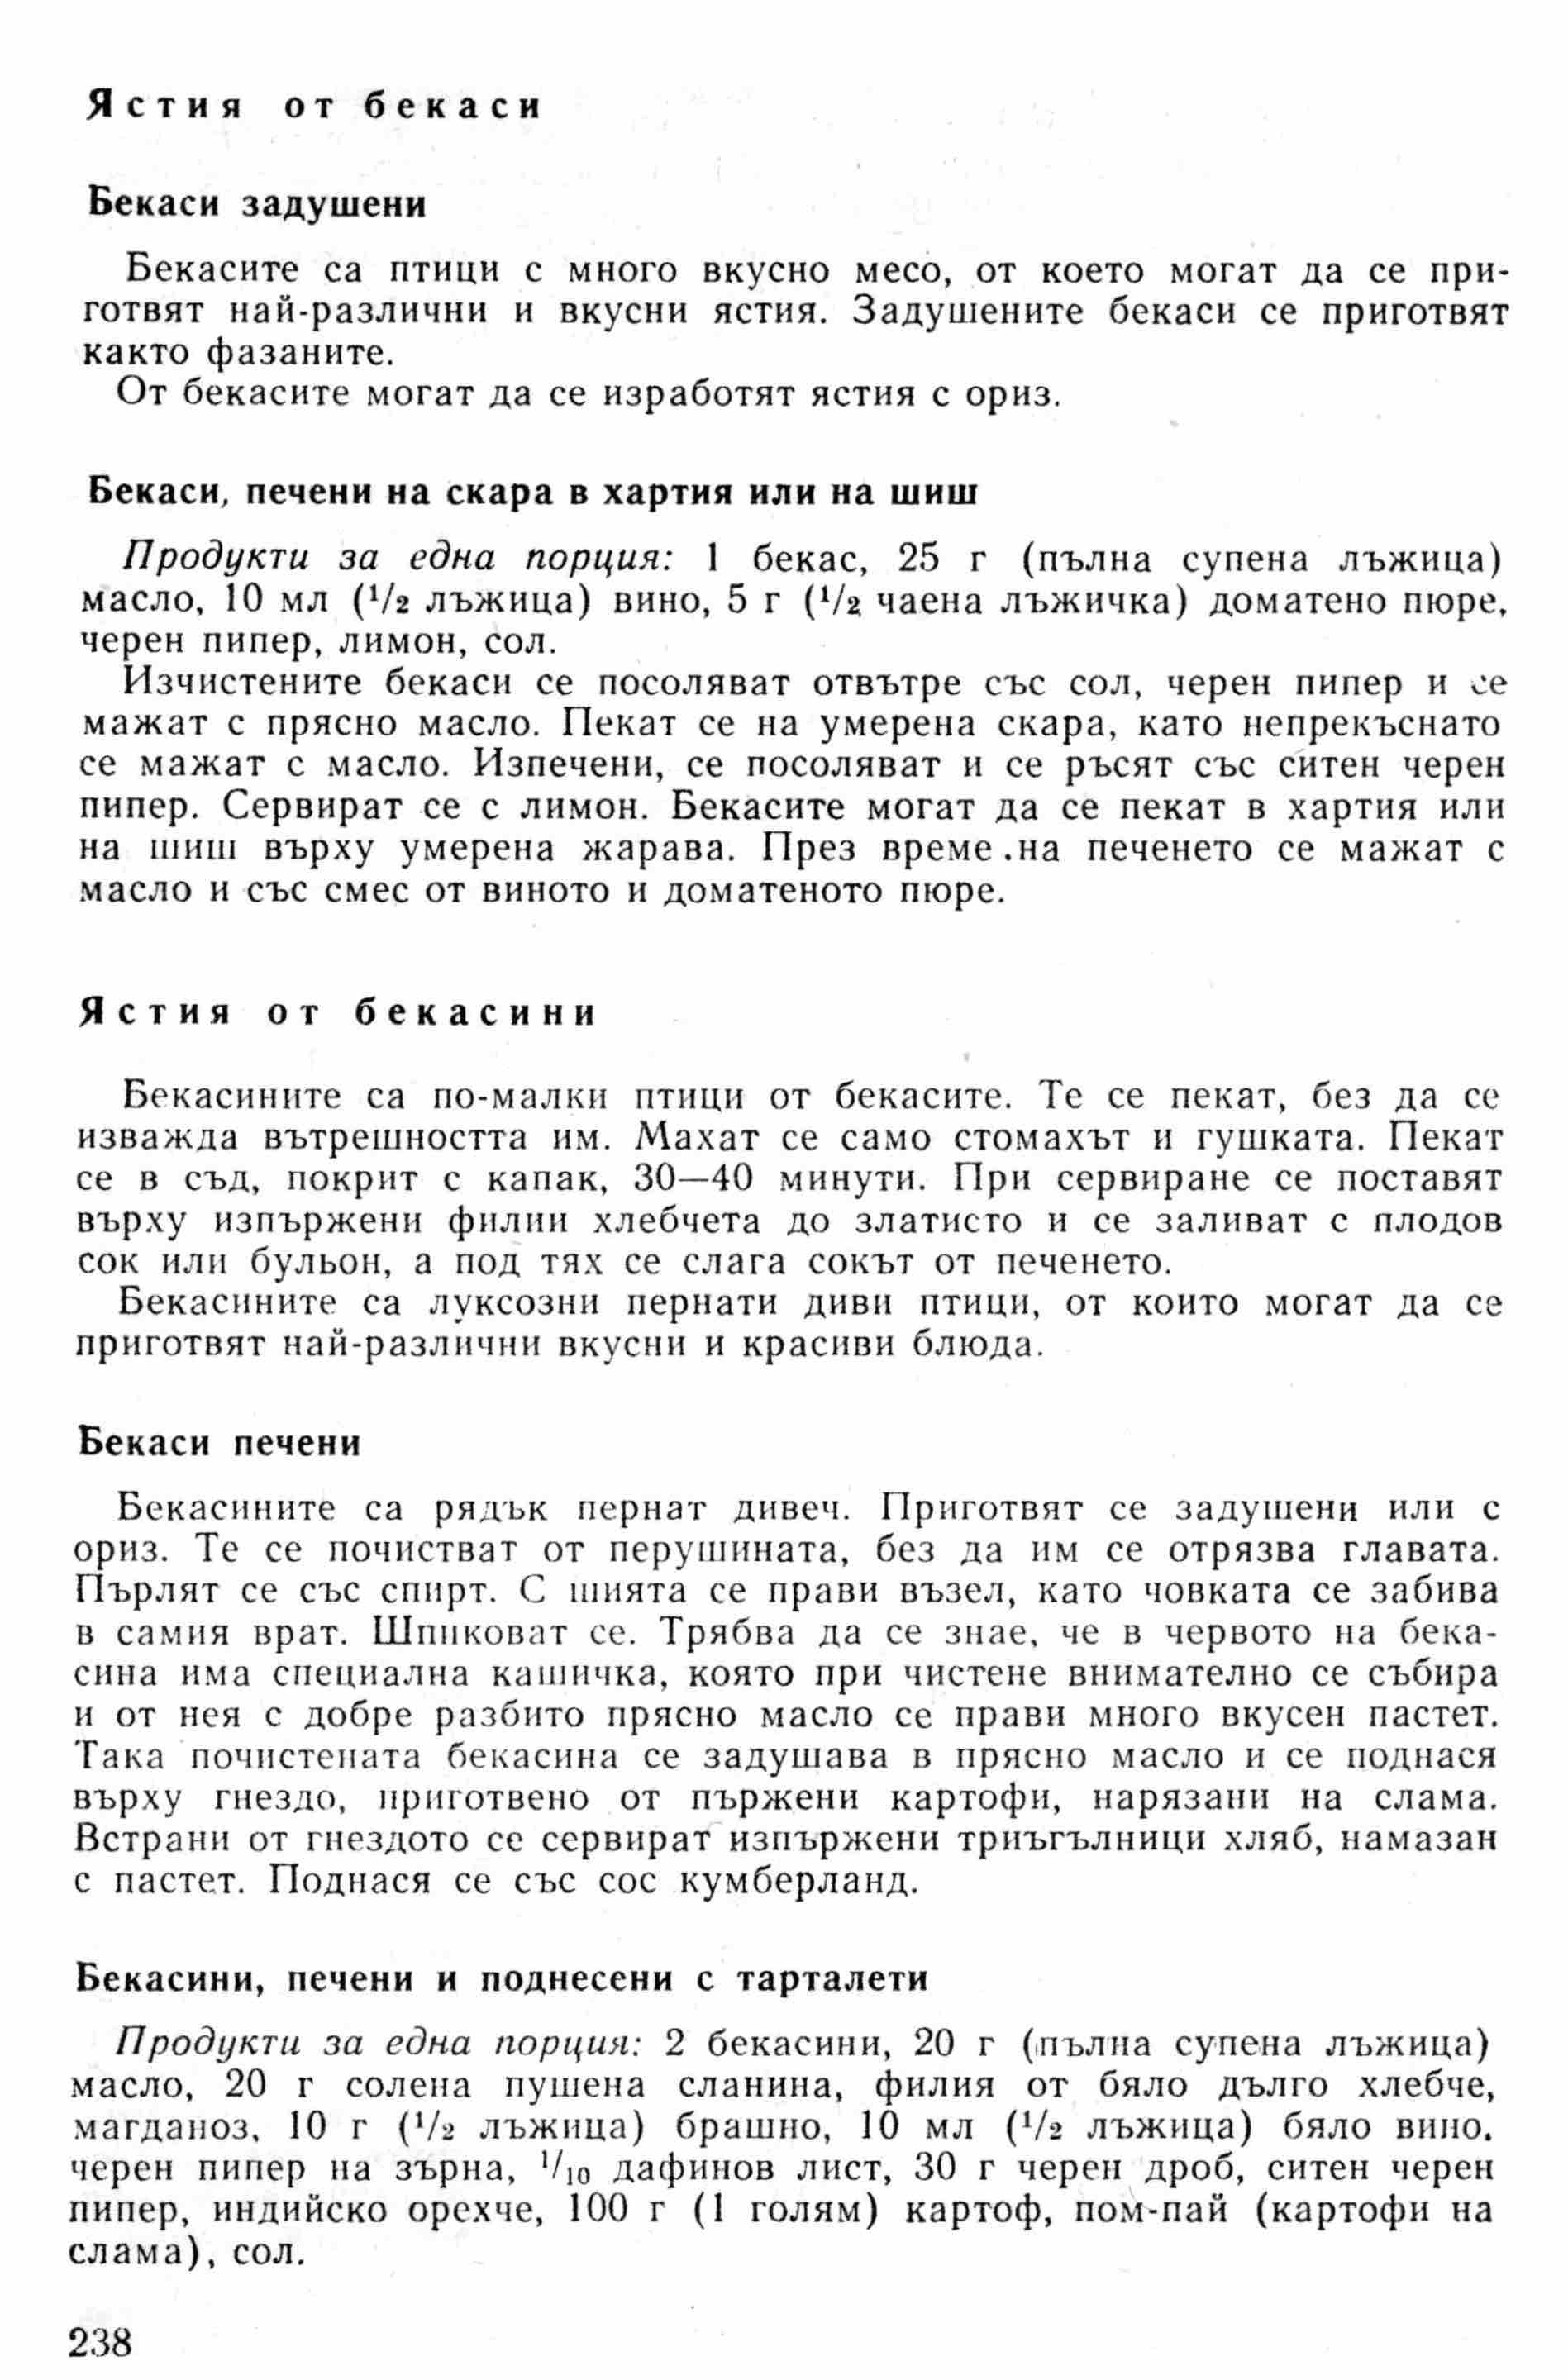 Ястия от бекаси
Бекаси задушени
Бекасите са птици с много вкусно месо, от което могат да се при-
готвят най-различни и вкусни ястия. Задушените бекаси се приготвят
както фазаните.
От бекасите могат да се изработят ястия с ориз.
Бекаси, печени на скара в хартия или на шиш
Продукти за една порция: 1 бекас, 25 г (пълна супена лъжица)
масло, 10 мл (1/2 лъжица) вино, 5 г (1/2 чаена лъжичка) доматено пюре,
черен пипер, лимон, сол.
Изчистените бекаси се посоляват отвътре със сол, черен пипер и се
мажат с прясно масло. Пекат се на умерена скара, като непрекъснато
се мажат с масло. Изпечени, се посоляват и се ръсят със ситен черен
пипер. Сервират се с лимон. Бекасите могат да се пекат в хартия или
на шиш върху умерена жарава. През време .на печенето се мажат с
масло и със смес от виното и доматеното пюре.
Ястия от бекасини
Бекасините са по-малки птици от бекасите. Те се пекат, без да се
изважда вътрешността им. Махат се само стомахът и гушката. Пекат
се в съд, покрит с капак, 30—40 минути. При сервиране се поставят
върху изпържени филии хлебчета до златисто и се заливат с плодов
сок или бульон, а под тях се слага сокът от печенето.
Бекасините са луксозни пернати диви птици, от които могат да се
приготвят най-различни вкусни и красиви блюда.
Бекаси печени
Бекасините са рядък пернат дивеч. Приготвят се задушени или с
ориз. Те се почистват от перушината, без да им се отрязва главата.
Пърлят се със спирт. С шията се прави възел, като човката се забива
в самия врат. Шпиковат се. Трябва да се знае, че в червото на бека-
сина има специална кашичка, която при чистене внимателно се събира
и от нея с добре разбито прясно масло се прави много вкусен пастет.
Така почистената бекасина се задушава в прясно масло и се поднася
върху гнездо, приготвено от пържени картофи, нарязани на слама.
Встрани от гнездото се сервират изпържени триъгълници хляб, намазан
с пастет. Поднася се със сос кумберланд.
Бекасини, печени и поднесени с тарталети
Продукти за една порция: 2 бекасини, 20 г (пълна супена лъжица)
масло, 20 г солена пушена сланина, филия от бяло дълго хлебче,
магданоз, 10 г (1/2 лъжица) брашно, 10 мл (1/2 лъжица) бяло вино.
черен пипер на зърна, 1/10 дафинов лист, 30 г черен дроб, ситен черен
пипер, индийско орехче, 100 г (1 голям) картоф, пом-пай (картофи на
слама), сол.
238